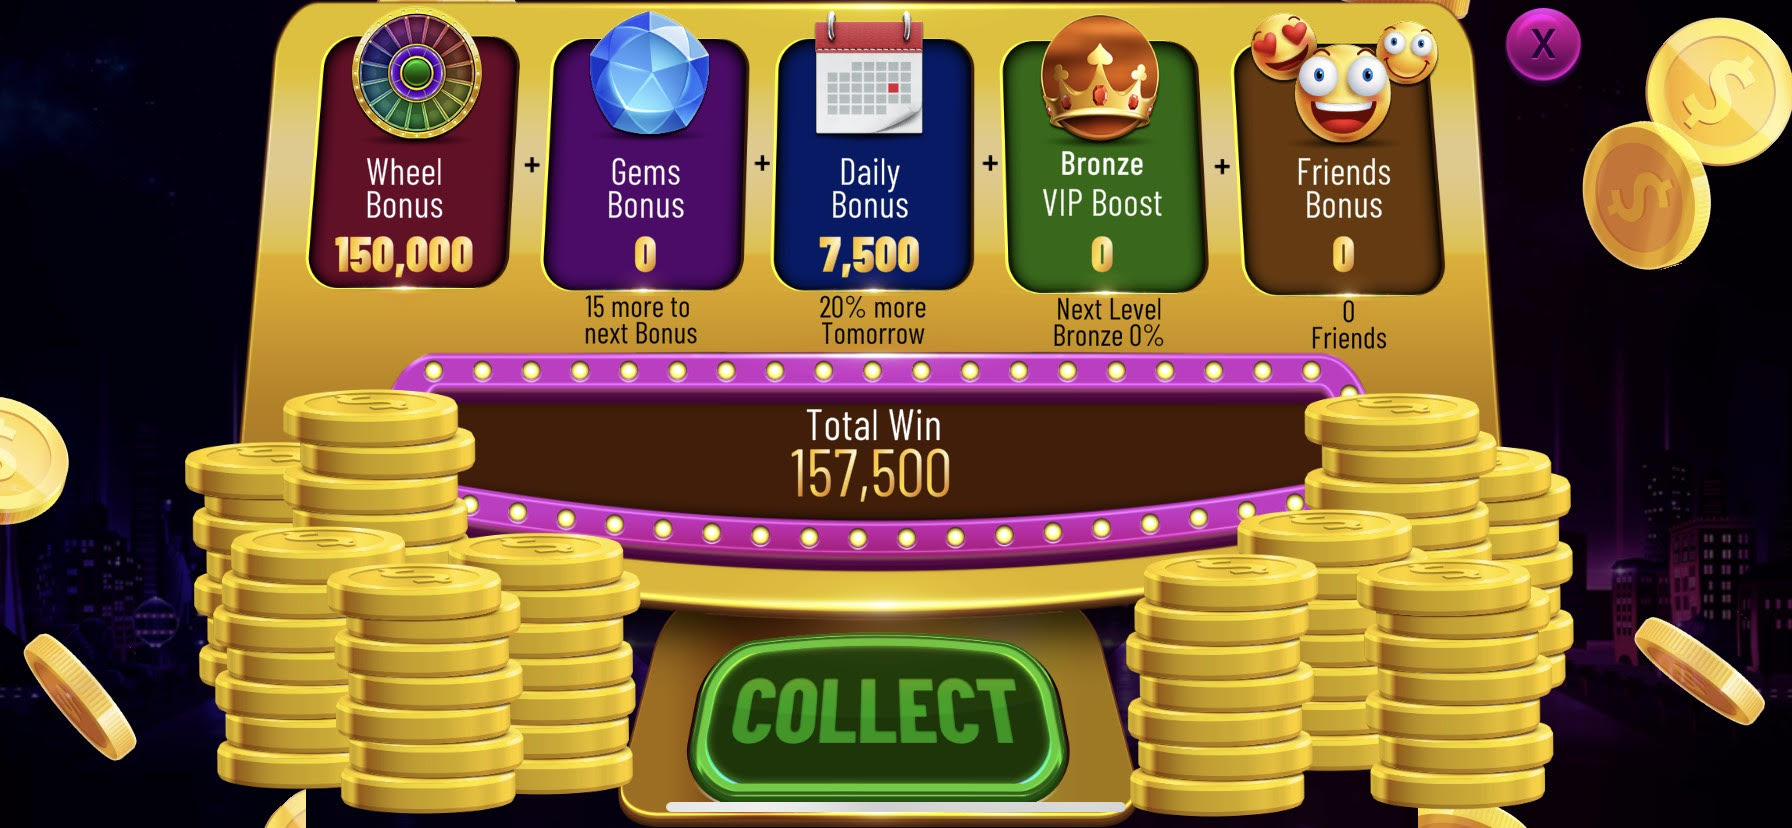 X
Wheel
Bonus
150,000
+
Gems
Bonus
0
15 more to
next Bonus
+
Daily
Bonus
7,500
20% more
Tomorrow
+
Bronze
VIP Boost
0
Next Level
Bronze 0%
+
Friends
Bonus
0
0
Friends
Total Win
157,500
COLLECT